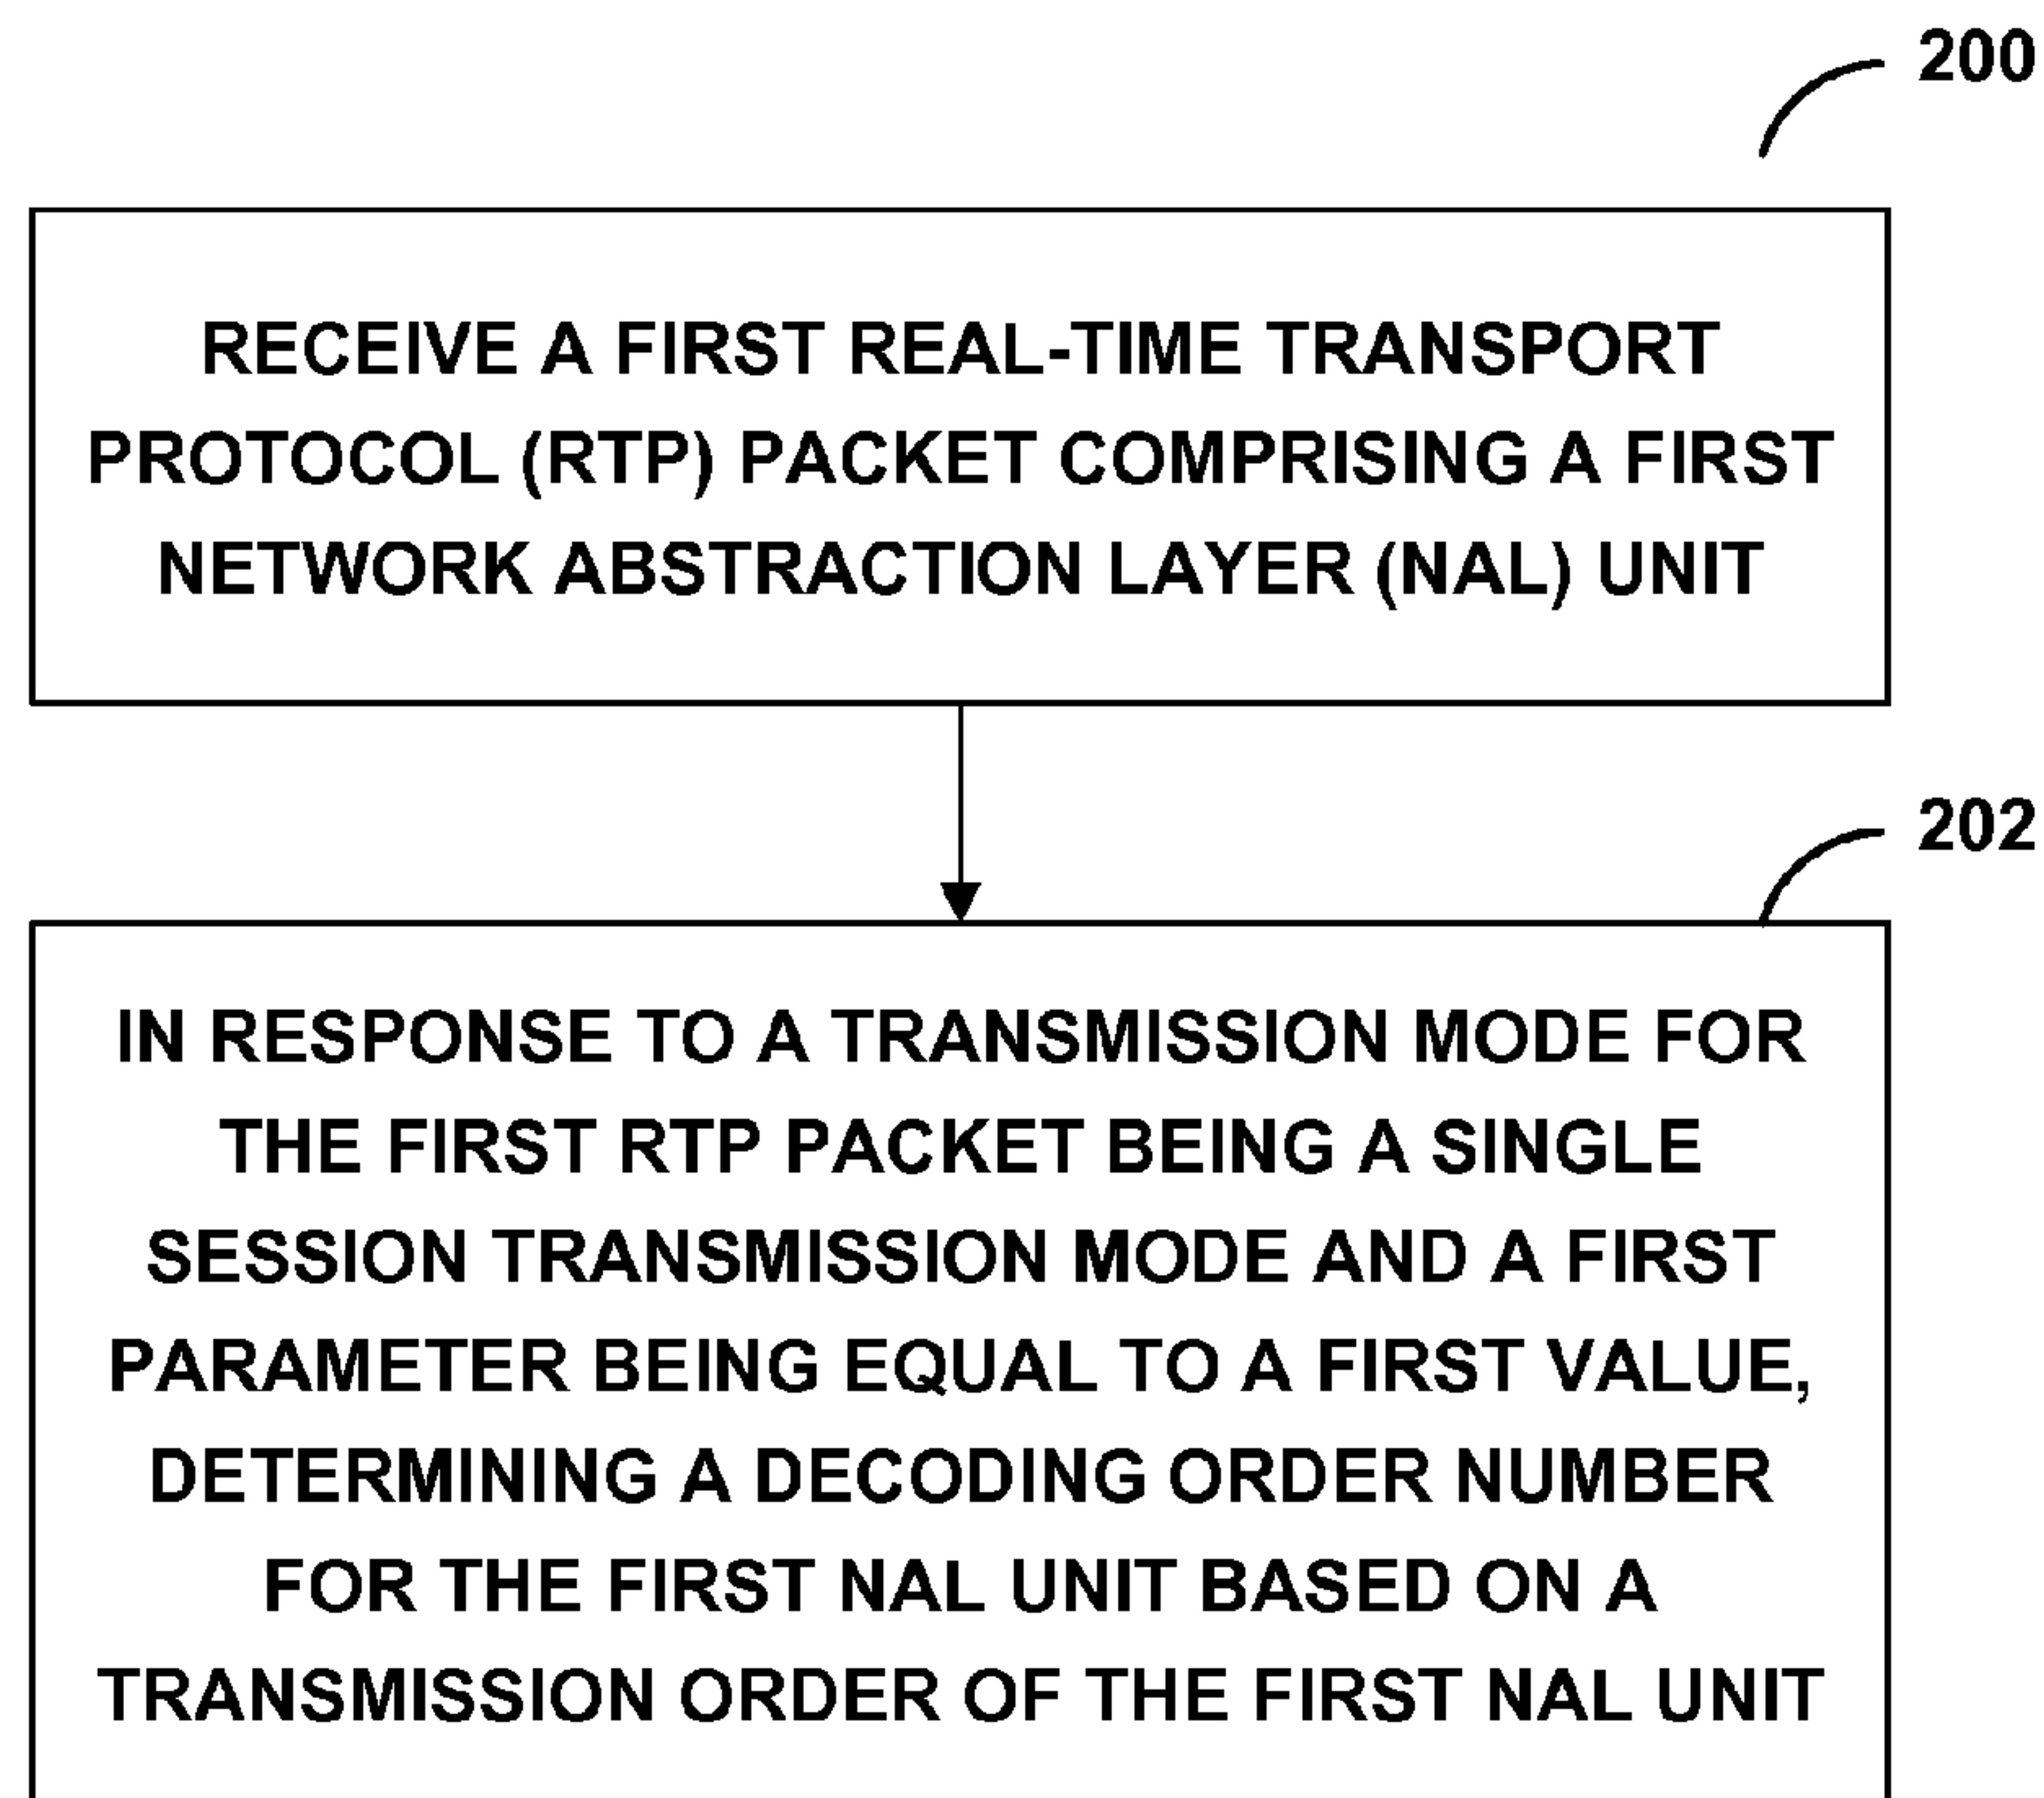 200
RECEIVE A FIRST REAL-TIME TRANSPORT
PROTOCOL (RTP) PACKET COMPRISING A FIRST
NETWORK ABSTRACTION LAYER (NAL) UNIT
202
IN RESPONSE TO A TRANSMISSION MODE FOR
THE FIRST RTP PACKET BEING A SINGLE
SESSION TRANSMISSION MODE AND A FIRST
PARAMETER BEING EQUAL TO A FIRST VALUE,
DETERMINING A DECODING ORDER NUMBER
FOR THE FIRST NAL UNIT BASED ON A
TRANSMISSION ORDER OF THE FIRST NAL UNIT